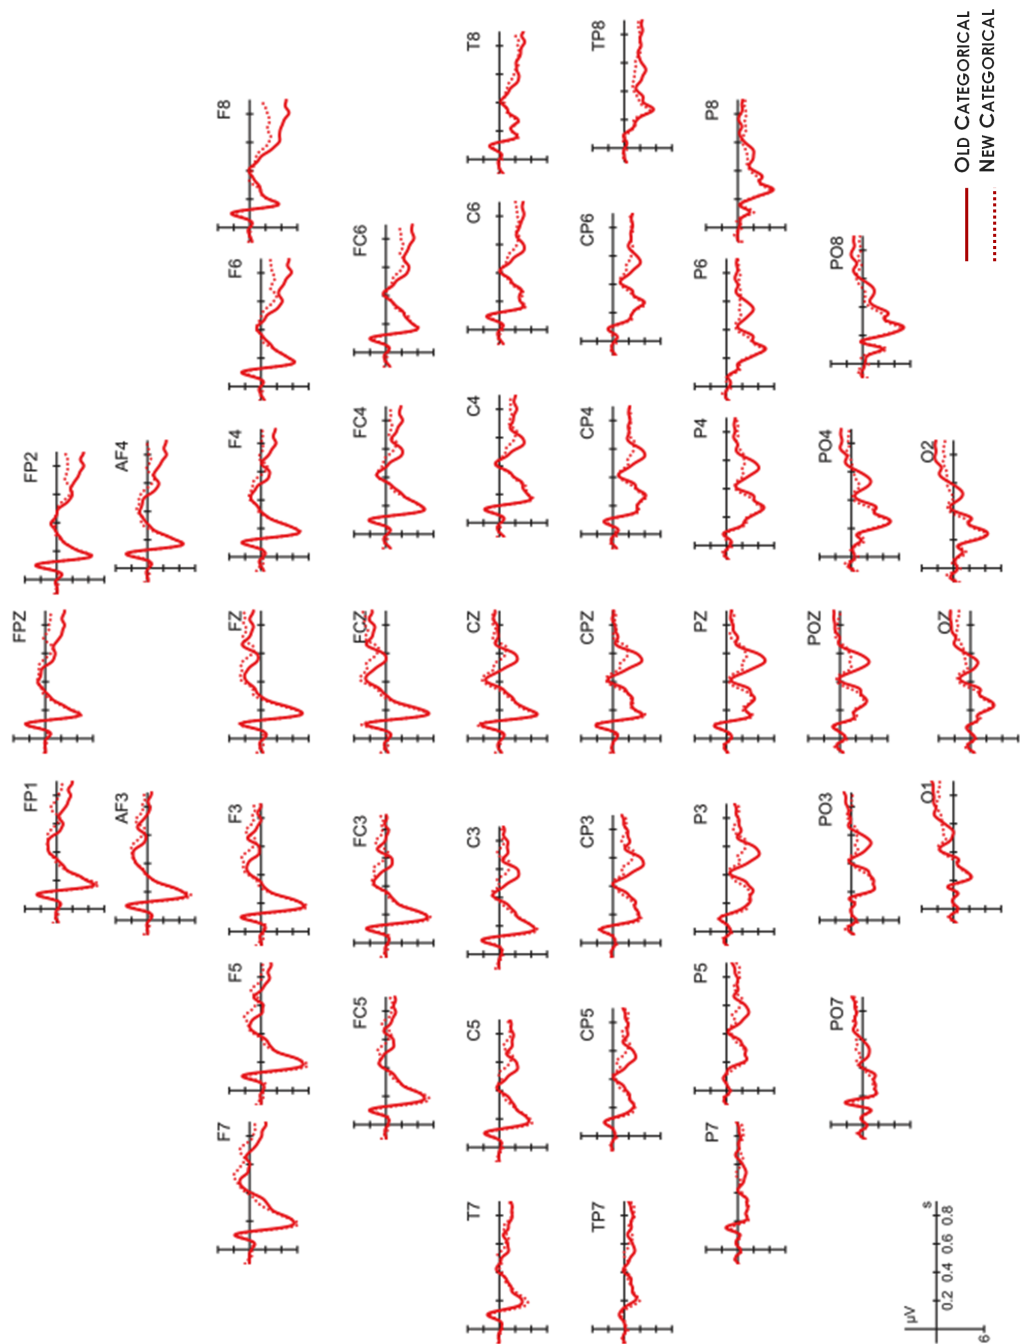 FP1
FPZ
FP2
AF3
AF4
F7
F5
F3
FZ
F4
F6
F8
FC5
FC3
FCZ
FC4
FC6
T7
C5
C3
CZ
C4
C6
T8
TP7
CP5
CP3
CPZ
CP4
CP6
TP8
P7
P5
P3
PZ
P4
P6
P8
PO7
PO3
POZ
PO4
PO8
O1
OZ
O2
µV
s
0.2 0.4 0.6 0.8
6
OLD CATEGORICAL
NEW CATEGORICAL